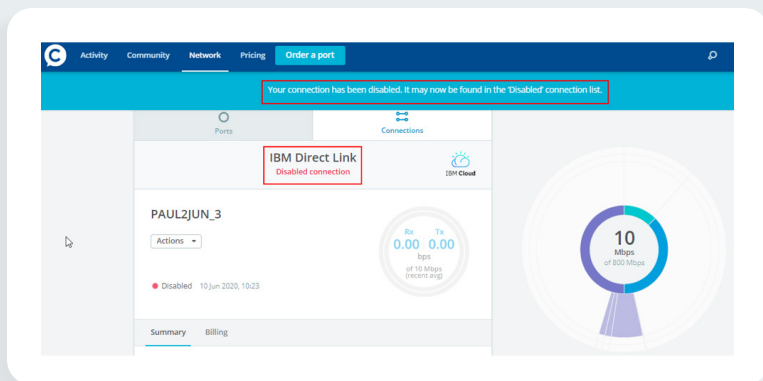 Activity Community Network Pricing Order a port
Your connection has been disabled. It may now be found in the 'Disabled' connection list.
Ports Connections
IBM Direct Link
Disabled connection
IBM Cloud
PAUL2JUN_3
Actions
Rx Tx
0.00 0.00
bps
of 10 Mbps
(recent avg)
Disabled 10 Jun 2020, 10:23
10
Mbps
of 800 Mbps
Summary Billing